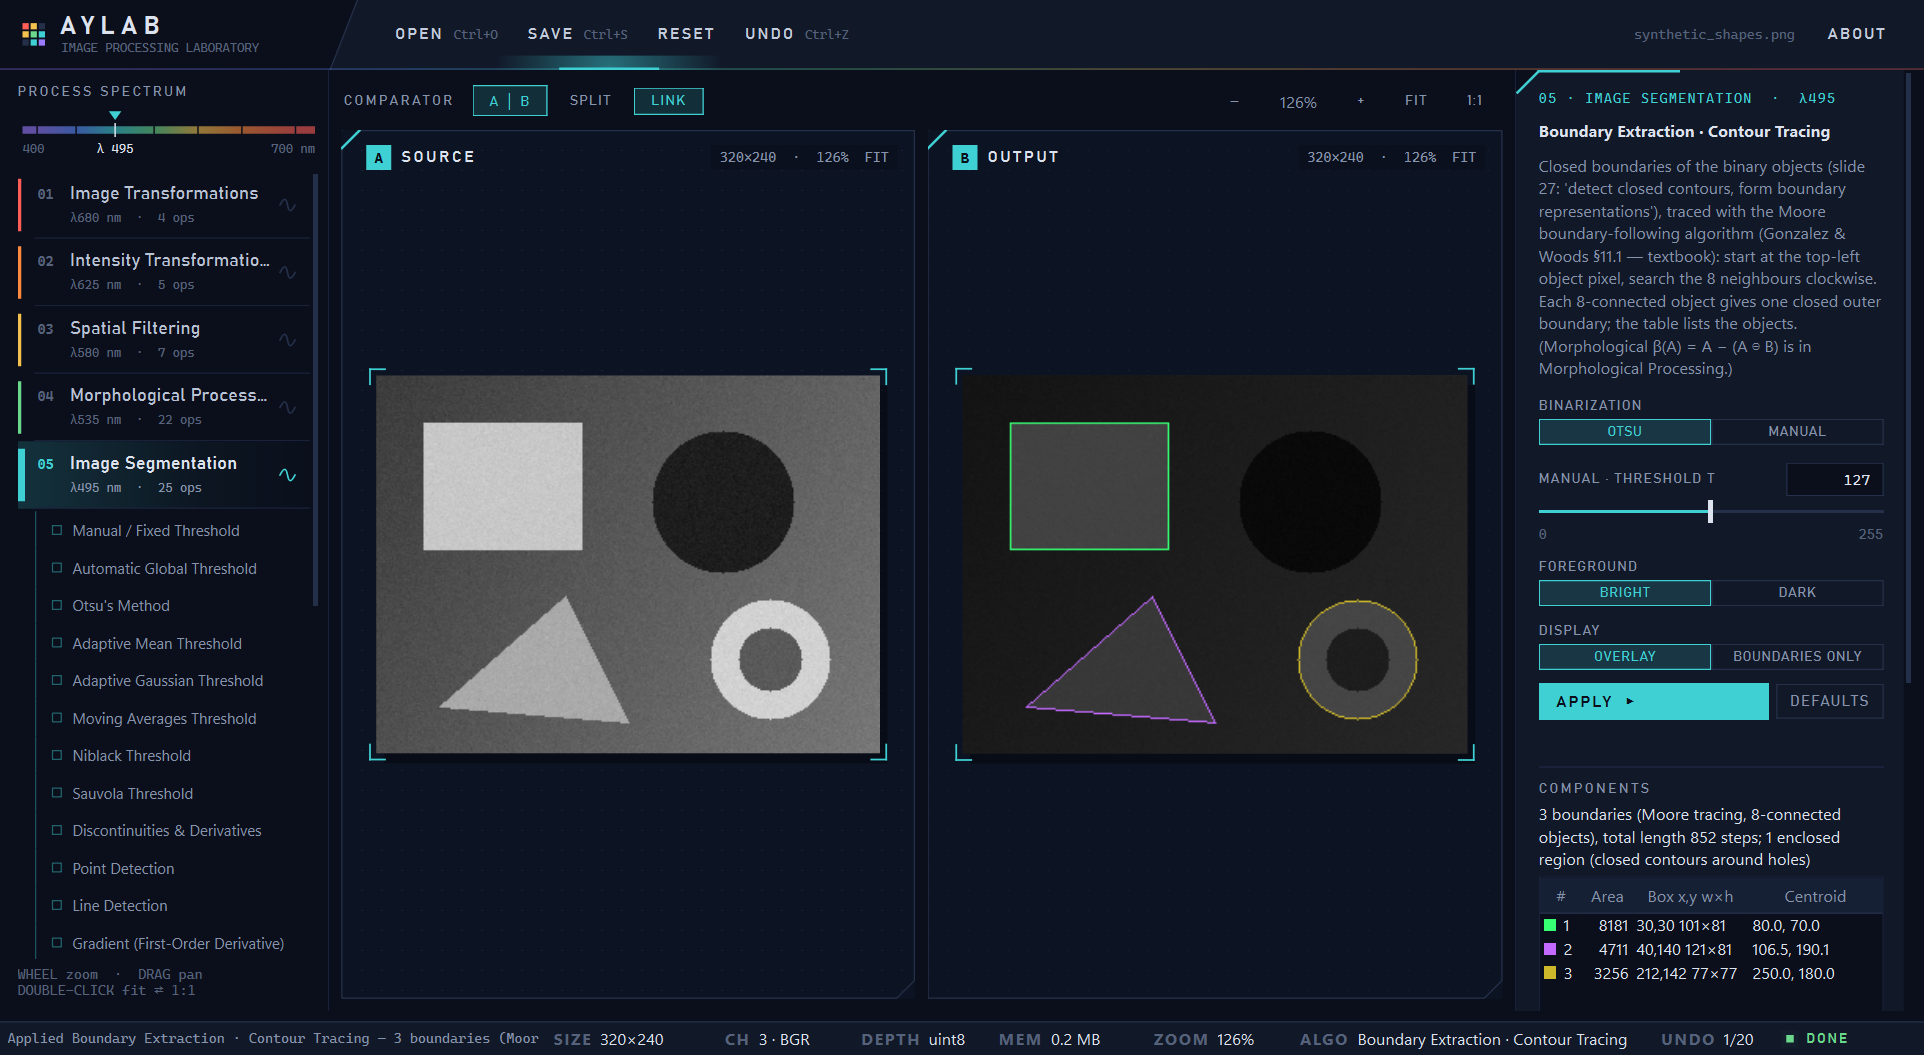 AYLAB
IMAGE PROCESSING LABORATORY
OPEN Ctrl+O SAVE Ctrl+S RESET UNDO Ctrl+Z
synthetic_shapes.png ABOUT
PROCESS SPECTRUM
400 λ 495 700 nm
01 Image Transformations
λ680 nm · 4 ops
02 Intensity Transformatio...
λ625 nm · 5 ops
03 Spatial Filtering
λ580 nm · 7 ops
04 Morphological Process...
λ535 nm · 22 ops
05 Image Segmentation
λ495 nm · 25 ops
Manual / Fixed Threshold
Automatic Global Threshold
Otsu's Method
Adaptive Mean Threshold
Adaptive Gaussian Threshold
Moving Averages Threshold
Niblack Threshold
Sauvola Threshold
Discontinuities & Derivatives
Point Detection
Line Detection
Gradient (First-Order Derivative)
WHEEL zoom · DRAG pan
DOUBLE-CLICK fit ⇄ 1:1
COMPARATOR A | B SPLIT LINK
− 126% + FIT 1:1
A SOURCE 320×240 · 126% FIT
B OUTPUT 320×240 · 126% FIT
05 · IMAGE SEGMENTATION · λ495
Boundary Extraction · Contour Tracing
Closed boundaries of the binary objects (slide
27: 'detect closed contours, form boundary
representations'), traced with the Moore
boundary-following algorithm (Gonzalez &
Woods §11.1 — textbook): start at the top-left
object pixel, search the 8 neighbours clockwise.
Each 8-connected object gives one closed outer
boundary; the table lists the objects.
(Morphological β(A) = A − (A ⊖ B) is in
Morphological Processing.)
BINARIZATION
OTSU MANUAL
MANUAL · THRESHOLD T 127
0 255
FOREGROUND
BRIGHT DARK
DISPLAY
OVERLAY BOUNDARIES ONLY
APPLY ▸ DEFAULTS
COMPONENTS
3 boundaries (Moore tracing, 8-connected
objects), total length 852 steps; 1 enclosed
region (closed contours around holes)
# Area Box x,y w×h Centroid
1 8181 30,30 101×81 80.0, 70.0
2 4711 40,140 121×81 106.5, 190.1
3 3256 212,142 77×77 250.0, 180.0
Applied Boundary Extraction · Contour Tracing — 3 boundaries (Moor SIZE 320×240 CH 3 · BGR DEPTH uint8 MEM 0.2 MB ZOOM 126% ALGO Boundary Extraction · Contour Tracing UNDO 1/20 DONE